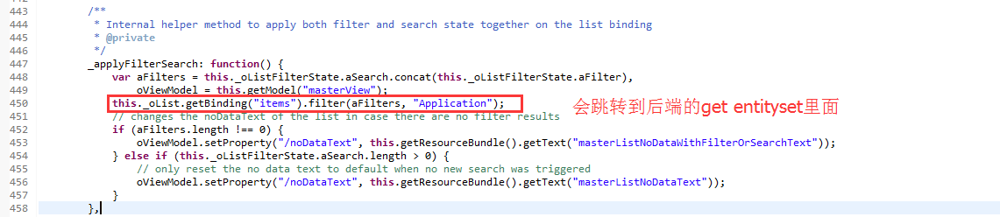 443 /**
444 * Internal helper method to apply both filter and search state together on the list binding
445 * @private
446 */
447 _applyFilterSearch: function() {
448 var aFilters = this._oListFilterState.aSearch.concat(this._oListFilterState.aFilter),
449 oViewModel = this.getModel("masterView");
450 this._oList.getBinding("items").filter(aFilters, "Application"); 会跳转到后端的get entityset里面
451 // changes the noDataText of the list in case there are no filter results
452 if (aFilters.length !== 0) {
453 oViewModel.setProperty("/noDataText", this.getResourceBundle().getText("masterListNoDataWithFilterOrSearchText"));
454 } else if (this._oListFilterState.aSearch.length > 0) {
455 // only reset the no data text to default when no new search was triggered
456 oViewModel.setProperty("/noDataText", this.getResourceBundle().getText("masterListNoDataText"));
457 }
458 },